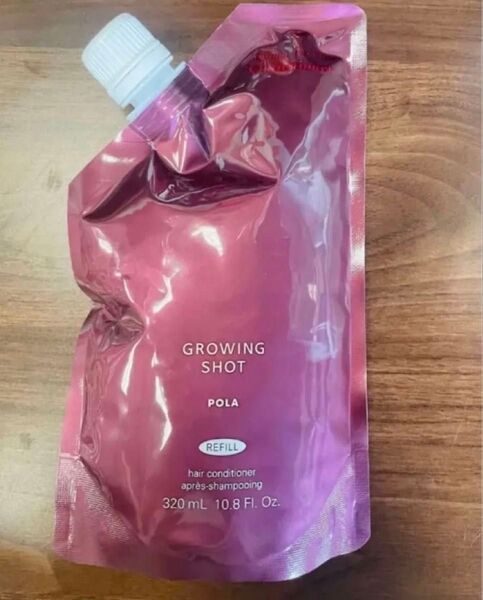 GROWING
SHOT
POLA
REFILL
hair conditioner
après-shampooing
320 mL 10.8 Fl. Oz.